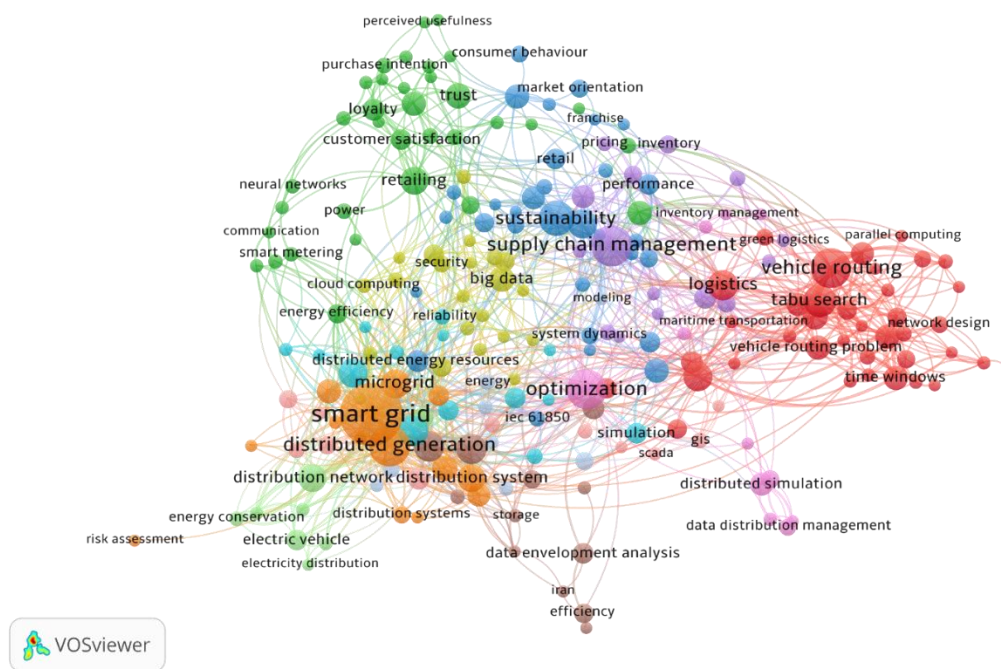 perceived usefulness
consumer behaviour
purchase intention
market orientation
trust
loyalty
franchise
customer satisfaction
pricing
inventory
retail
retailing
neural networks
performance
power
sustainability
inventory management
communication
supply chain management
green logistics
parallel computing
smart metering
security
vehicle routing
cloud computing
big data
logistics
modeling
tabu search
energy efficiency
reliability
maritime transportation
network design
system dynamics
vehicle routing problem
distributed energy resources
microgrid
energy
time windows
optimization
smart grid
iec 61850
simulation
gis
distributed generation
scada
distribution network
distribution system
distributed simulation
energy conservation
distribution systems
storage
data distribution management
risk assessment
electric vehicle
data envelopment analysis
electricity distribution
iran
efficiency
VOSviewer